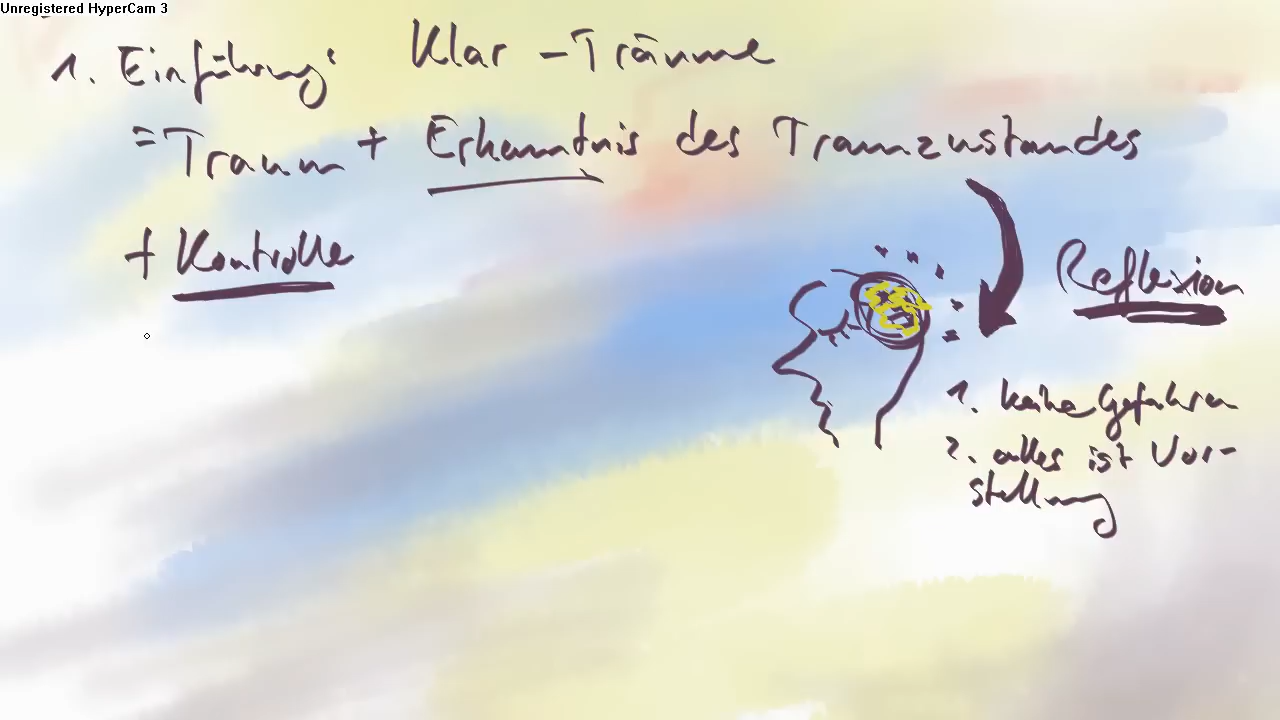 Unregistered HyperCam 3
1. Einführung: Klar-Träume
= Traum + Erkenntnis des Traumzustandes
+ Kontrolle
Reflexion
1. keine Gefahren
2. alles ist Vor-
stellung